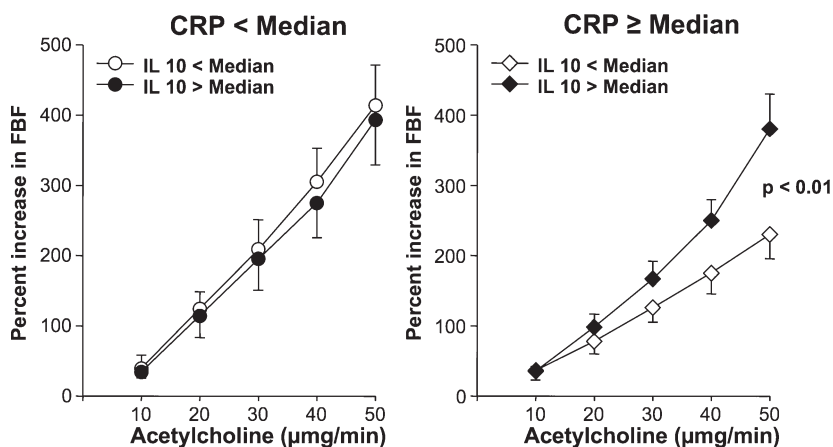 CRP < Median
500
400
300
200
100
0
Percent increase in FBF
IL 10 < Median
IL 10 > Median
10 20 30 40 50
Acetylcholine (µmg/min)
CRP ≥ Median
500
400
300
200
100
0
Percent increase in FBF
IL 10 < Median
IL 10 > Median
p < 0.01
10 20 30 40 50
Acetylcholine (µmg/min)